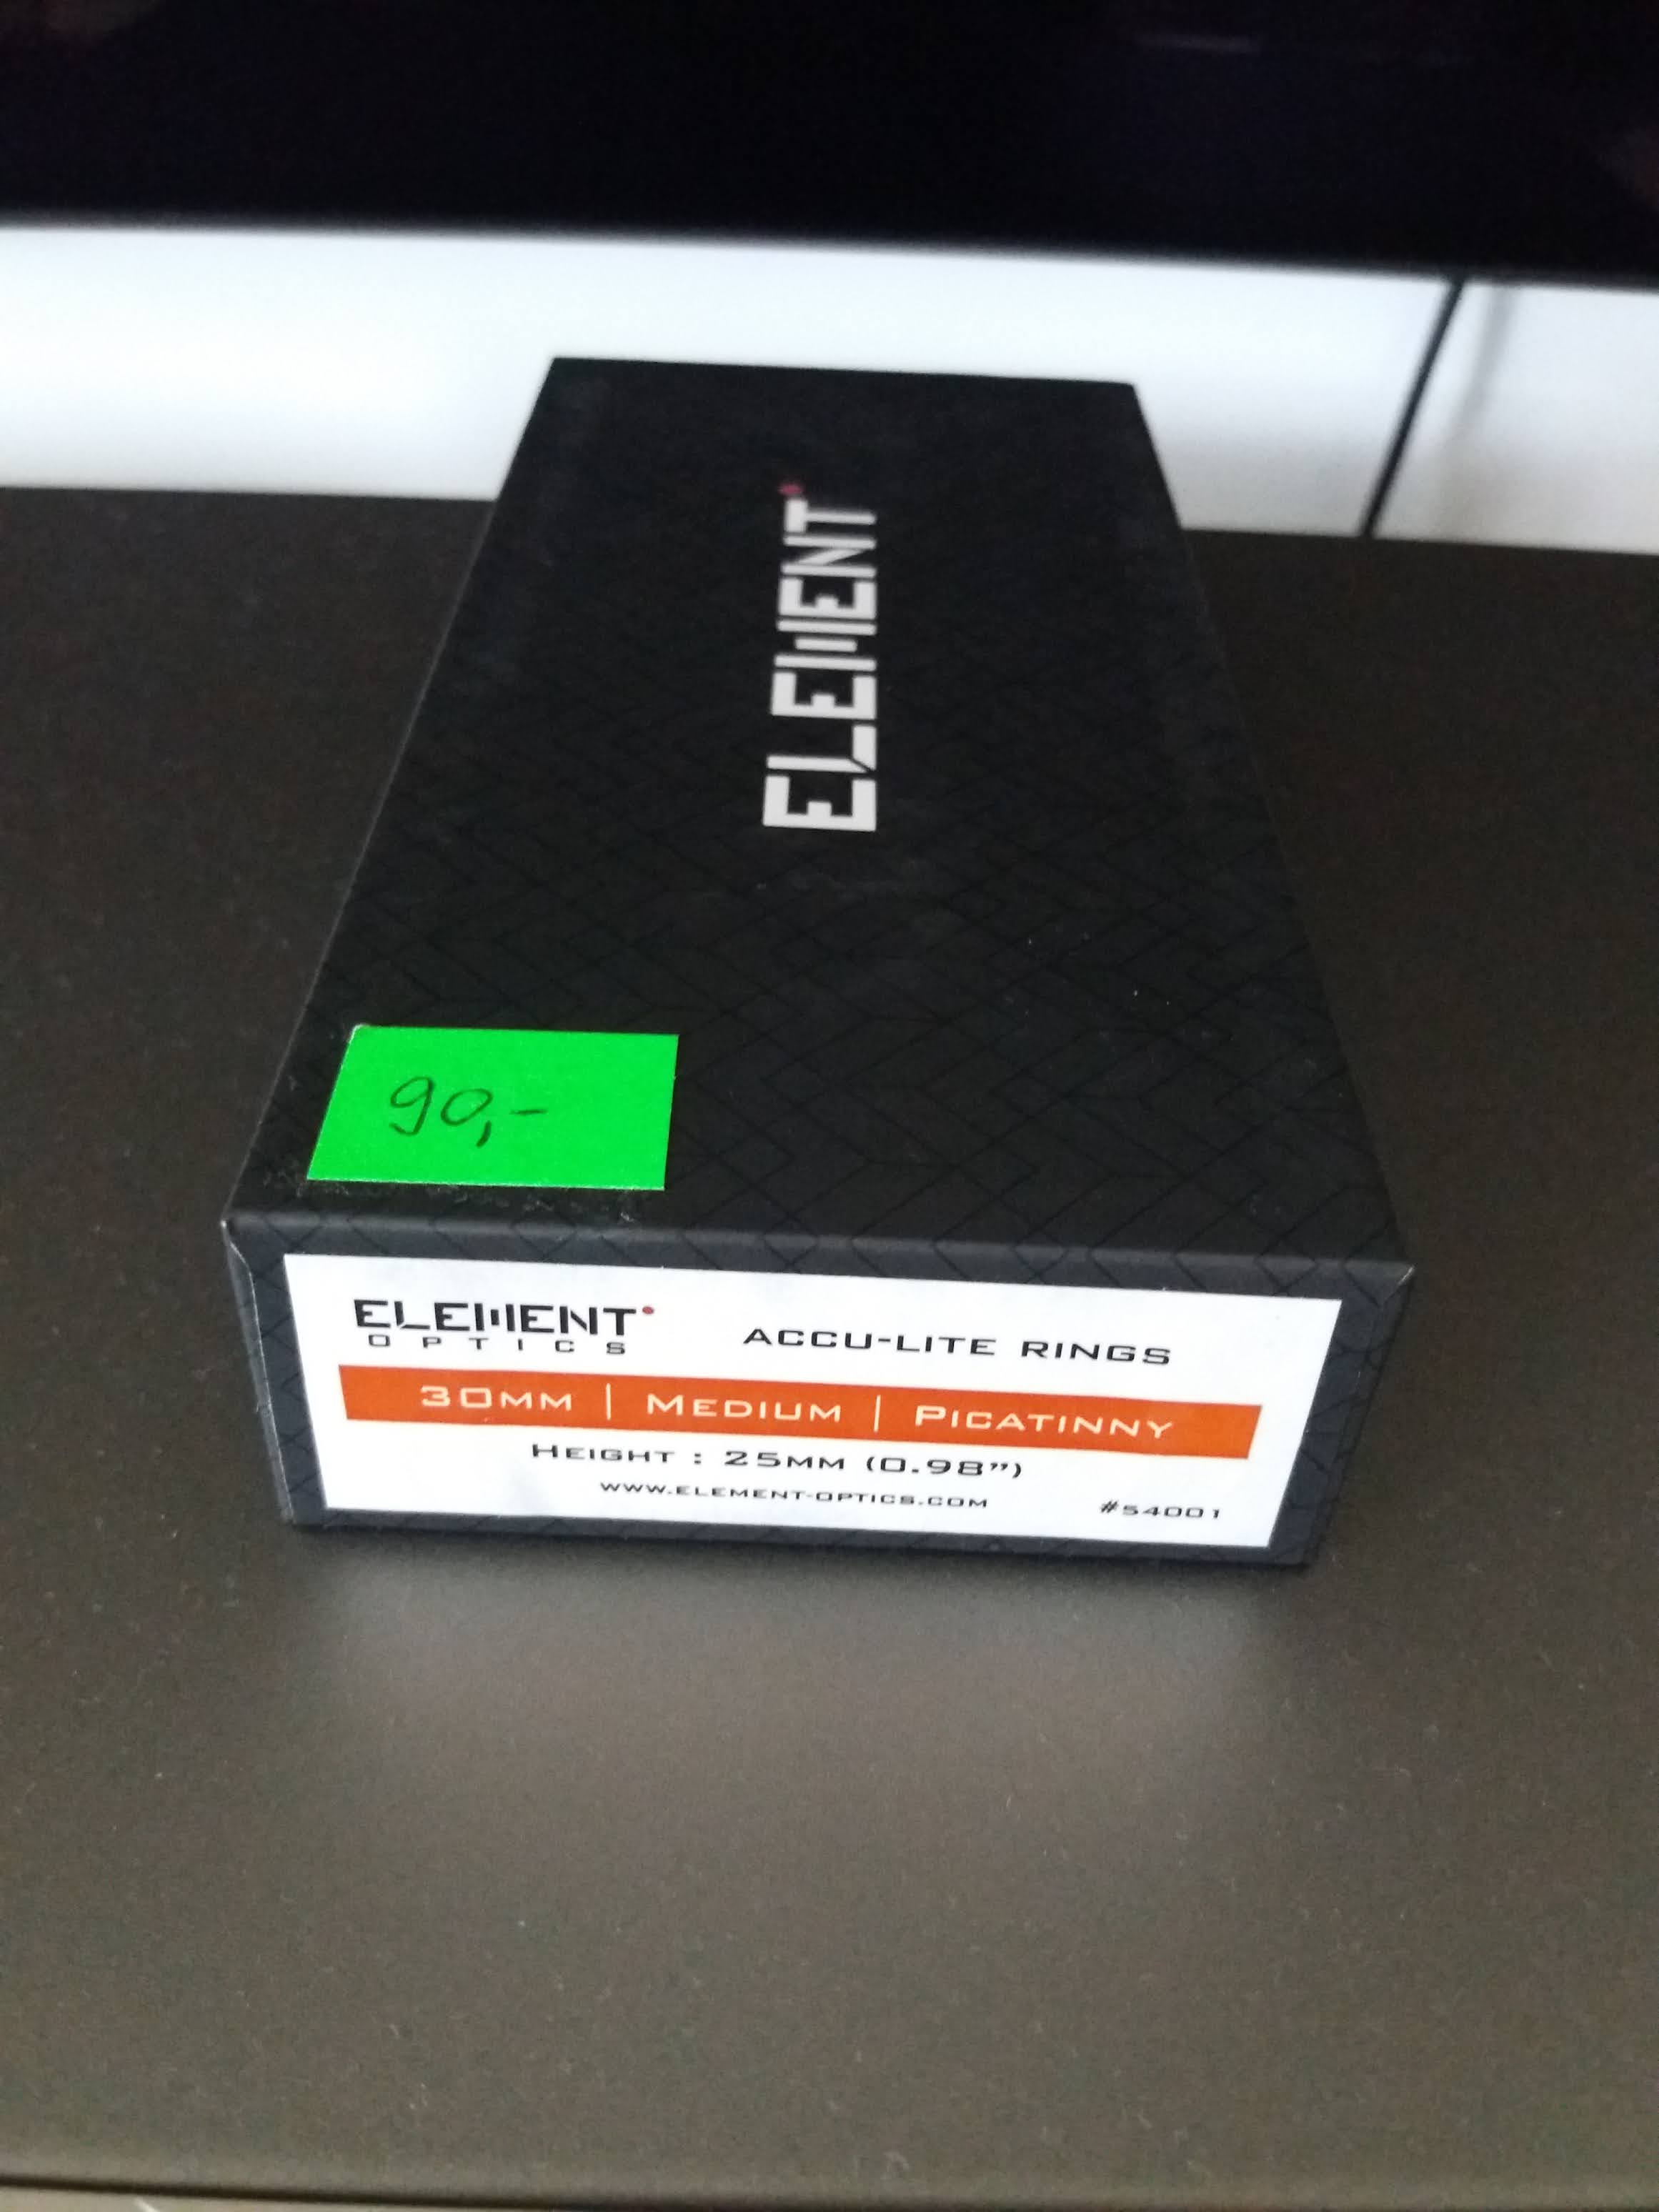 ELEMENT
90,-
ELEMENT
OPTICS
ACCU-LITE RINGS
30MM | MEDIUM | PICATINNY
HEIGHT : 25MM (0.98")
WWW.ELEMENT-OPTICS.COM
#54001